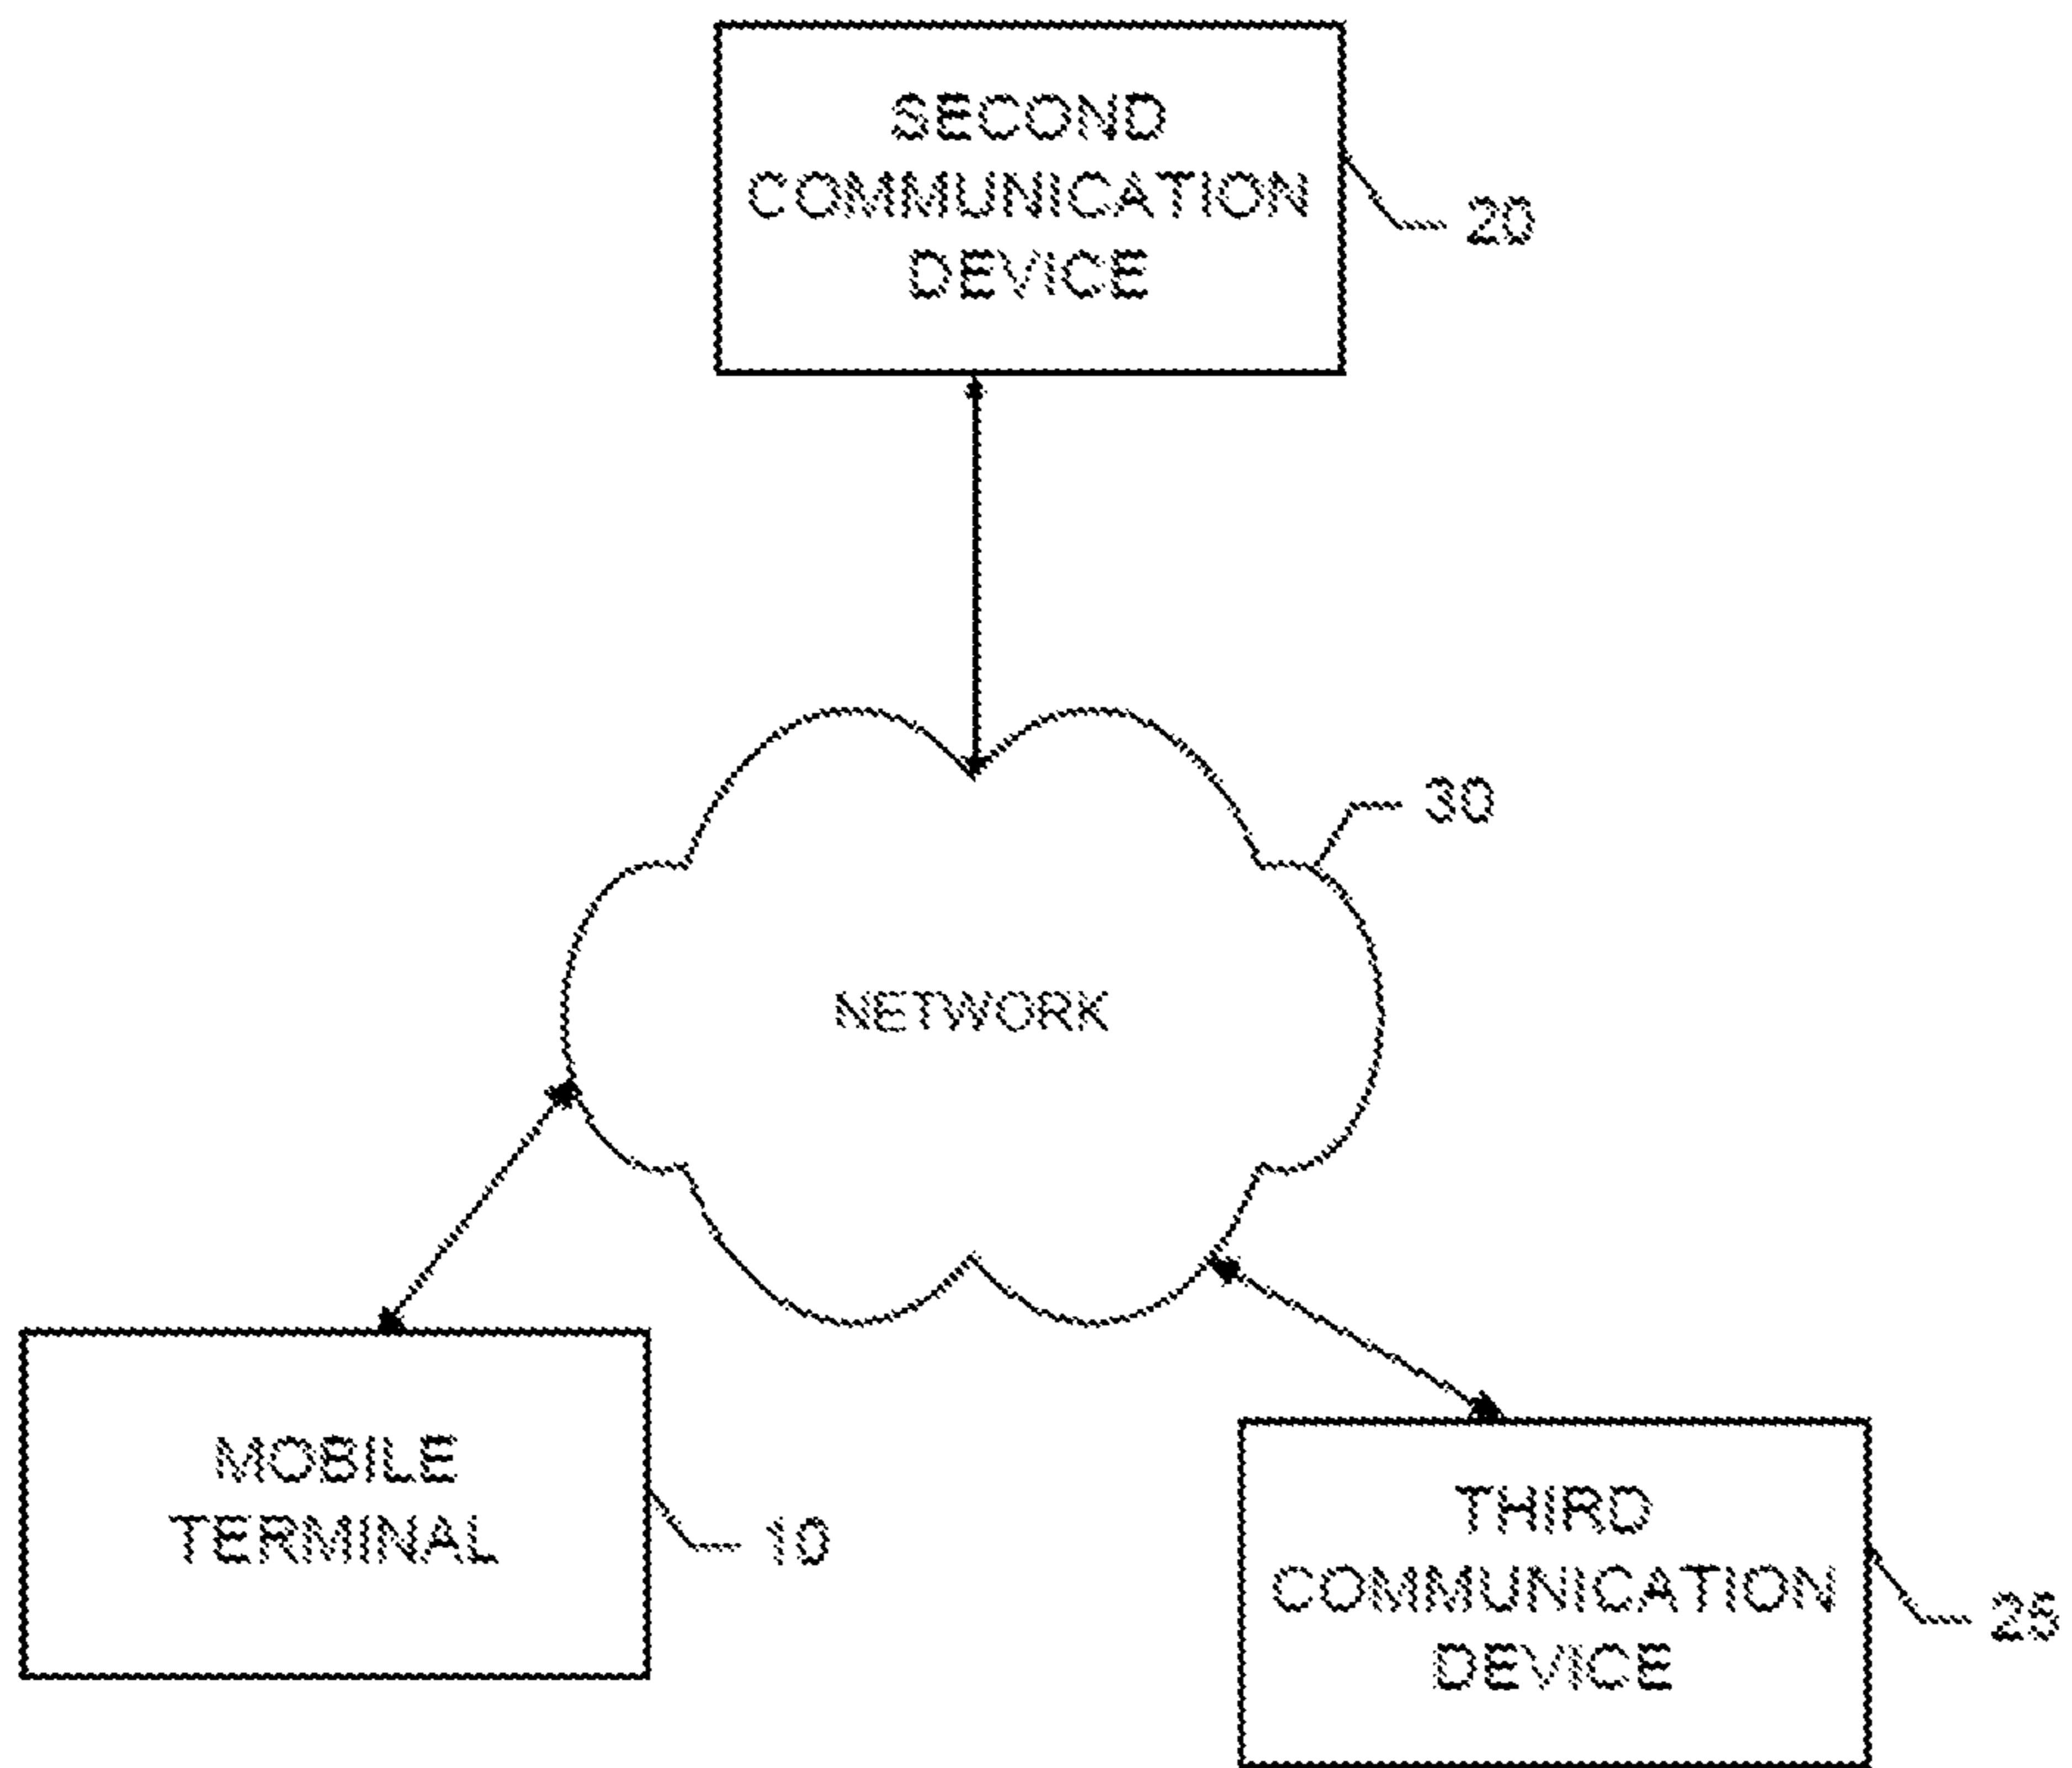 SECOND
COMMUNICATION
DEVICE
20
30
NETWORK
MOBILE
TERMINAL
10
THIRD
COMMUNICATION
DEVICE
25